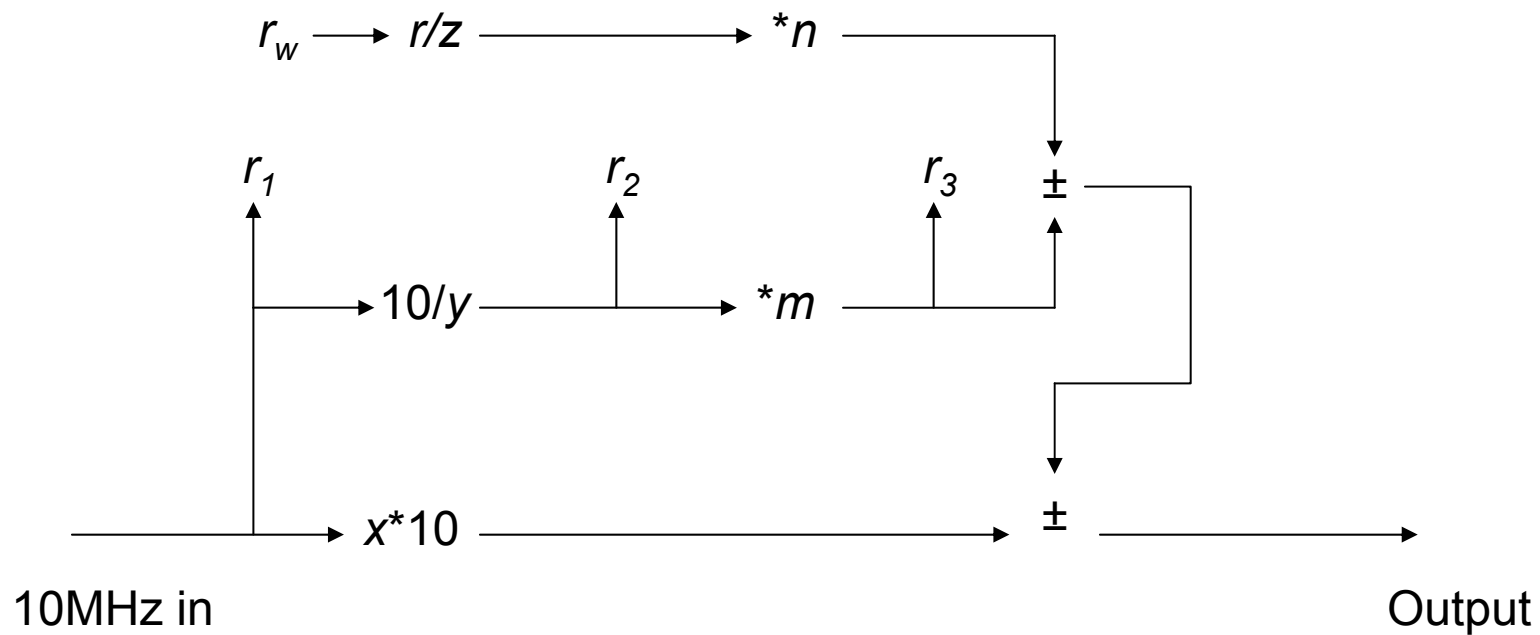 r_w r/z *n
r_1 r_2 r_3 ±
10/y *m
x*10 ±
10MHz in Output